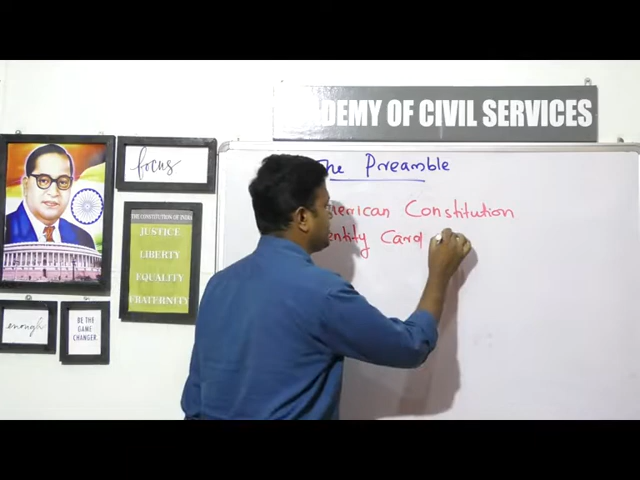 DEMY OF CIVIL SERVICES
focus
The Preamble
THE CONSTITUTION OF INDIA
JUSTICE
LIBERTY
EQUALITY
FRATERNITY
merican Constitution
entity Card
enough
BE THE
GAME
CHANGER.